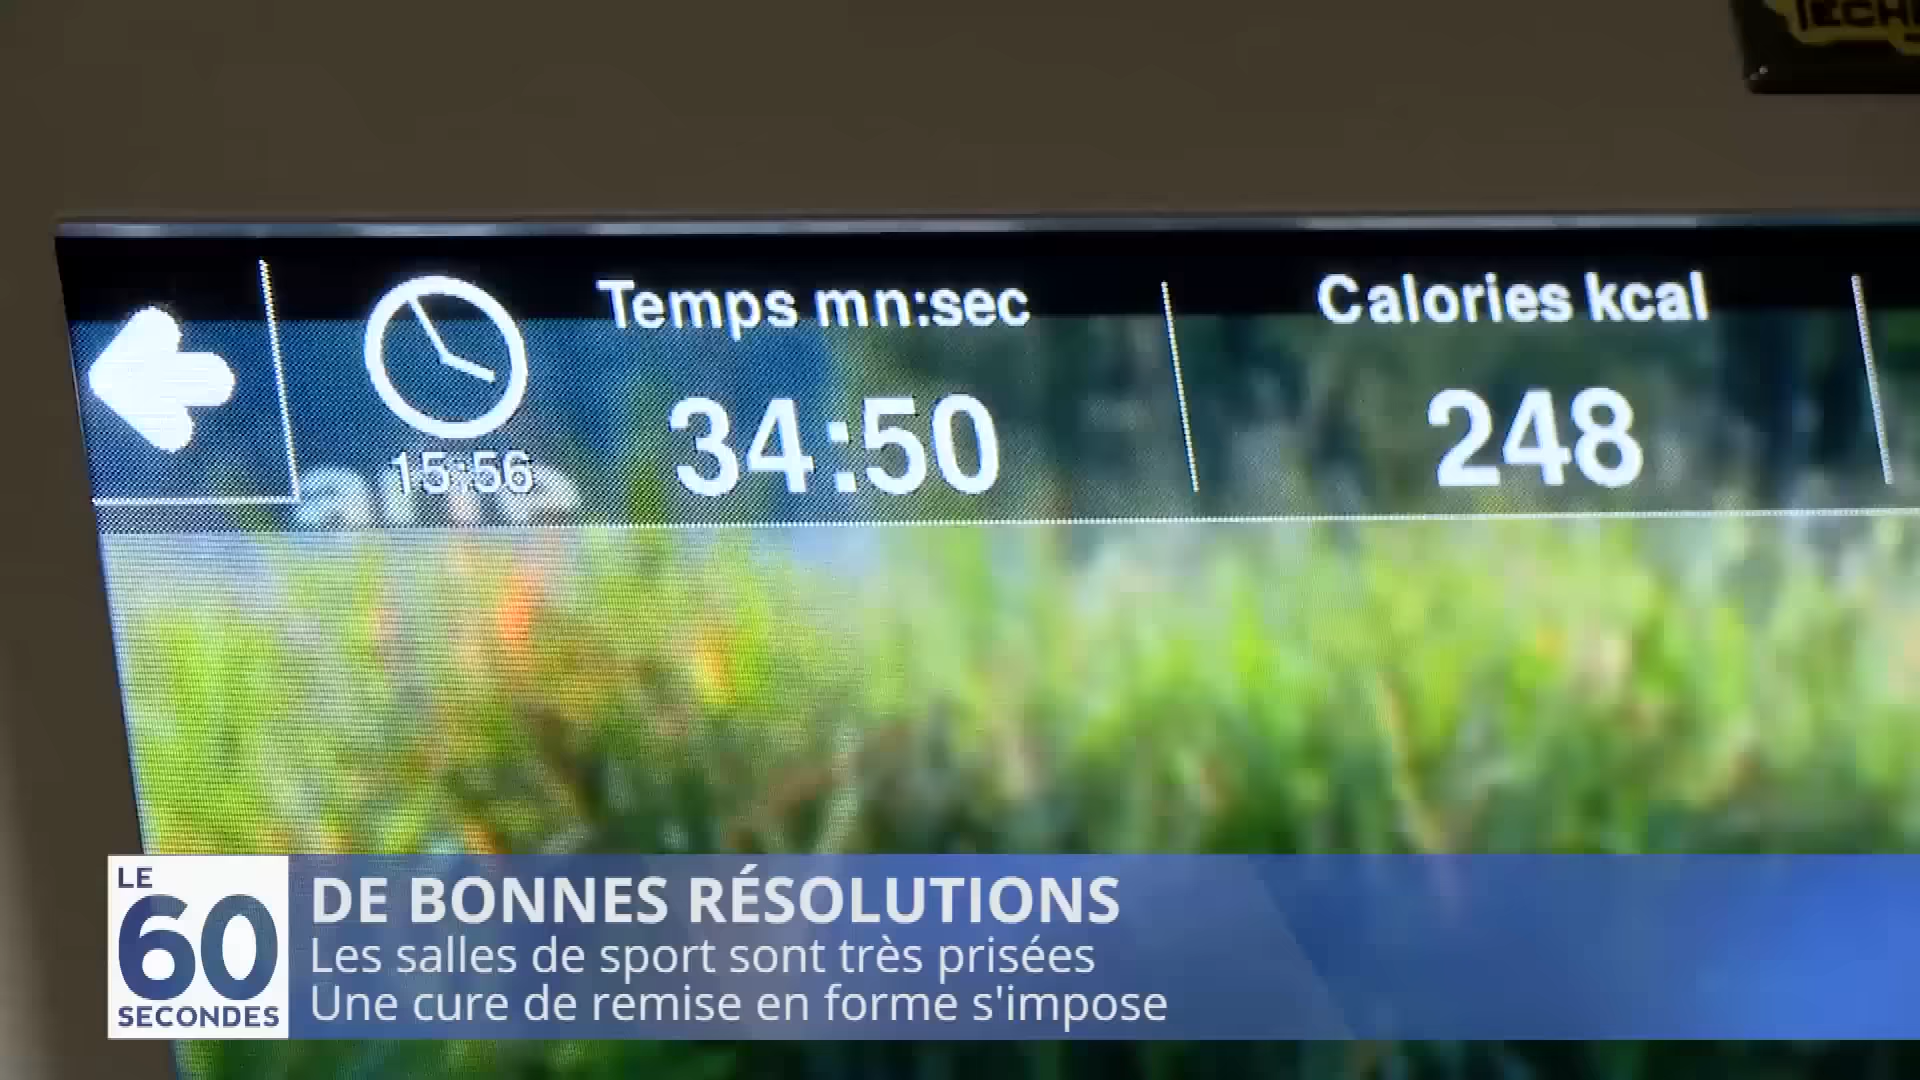 Temps mn:sec
Calories kcal
34:50
248
15:56
LE
60
SECONDES
DE BONNES RÉSOLUTIONS
Les salles de sport sont très prisées
Une cure de remise en forme s'impose